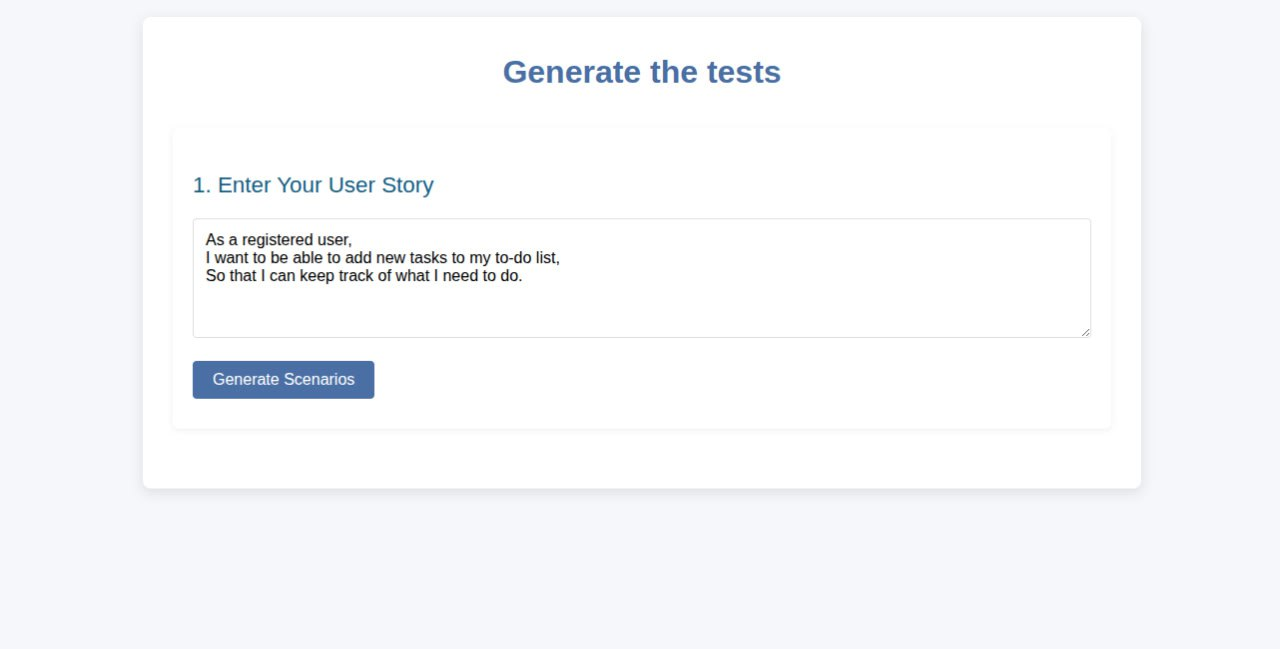 Generate the tests
1. Enter Your User Story
As a registered user,
I want to be able to add new tasks to my to-do list,
So that I can keep track of what I need to do.
Generate Scenarios